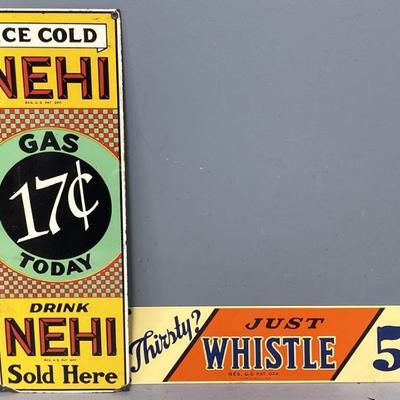 ICE COLD
NEHI
REG. U.S. PAT. OFF.
GAS
17¢
TODAY
DRINK
NEHI
REG. U.S. PAT. OFF.
Sold Here
Thirsty?
JUST
WHISTLE
REG. U.S. PAT. OFF.
5